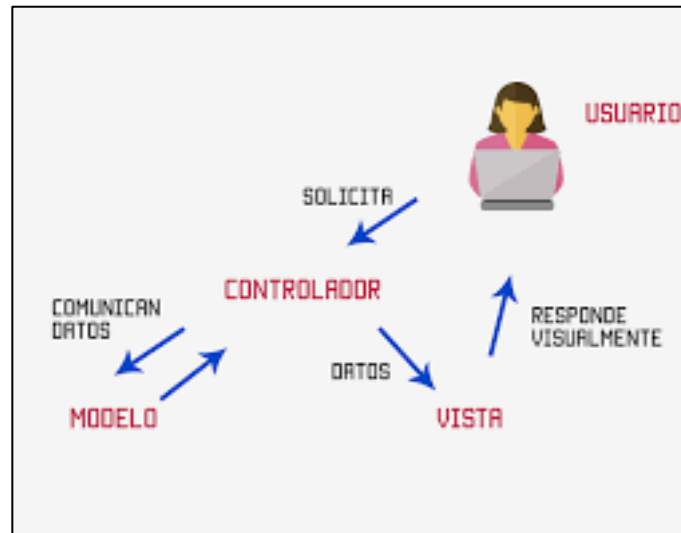 USUARIO
SOLICITA
CONTROLADOR
COMUNICAN
DATOS
RESPONDE
VISUALMENTE
DATOS
MODELO
VISTA